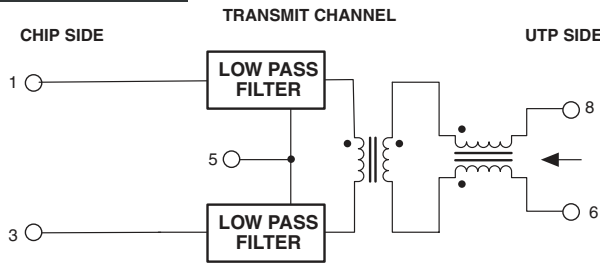 TRANSMIT CHANNEL
CHIP SIDE
UTP SIDE
1
LOW PASS
FILTER
8
5
3
LOW PASS
FILTER
6